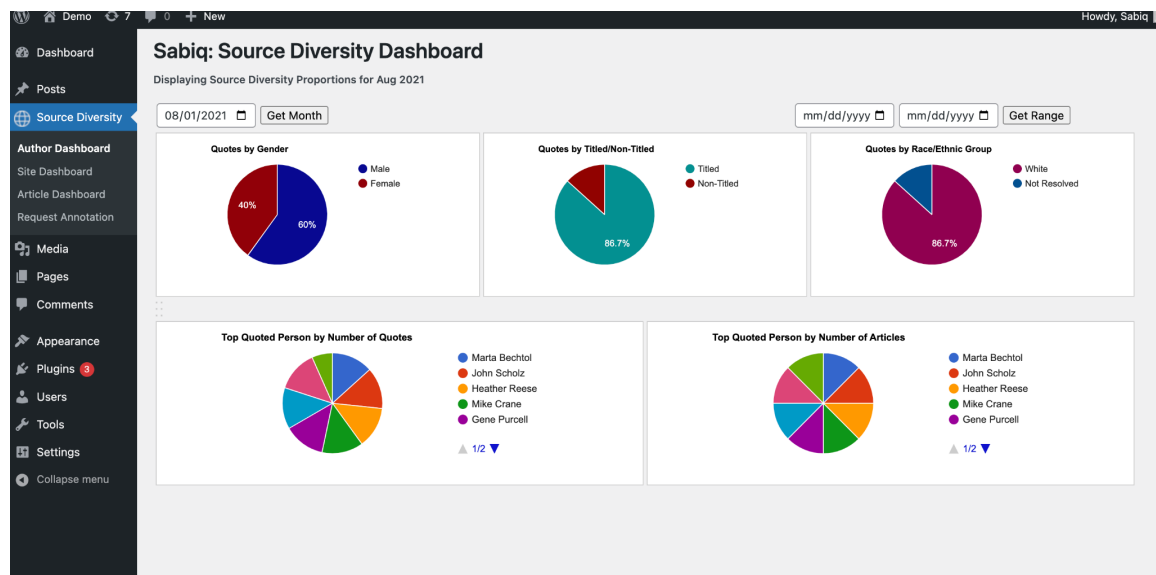 Demo 7 0 + New Howdy, Sabiq
Dashboard
Posts
Source Diversity
Author Dashboard
Site Dashboard
Article Dashboard
Request Annotation
Media
Pages
Comments
Appearance
Plugins 3
Users
Tools
Settings
Collapse menu
Sabiq: Source Diversity Dashboard
Displaying Source Diversity Proportions for Aug 2021
08/01/2021 Get Month mm/dd/yyyy mm/dd/yyyy Get Range
Quotes by Gender
Male
Female
40%
60%
Quotes by Titled/Non-Titled
Titled
Non-Titled
86.7%
Quotes by Race/Ethnic Group
White
Not Resolved
86.7%
Top Quoted Person by Number of Quotes
Marta Bechtol
John Scholz
Heather Reese
Mike Crane
Gene Purcell
1/2
Top Quoted Person by Number of Articles
Marta Bechtol
John Scholz
Heather Reese
Mike Crane
Gene Purcell
1/2